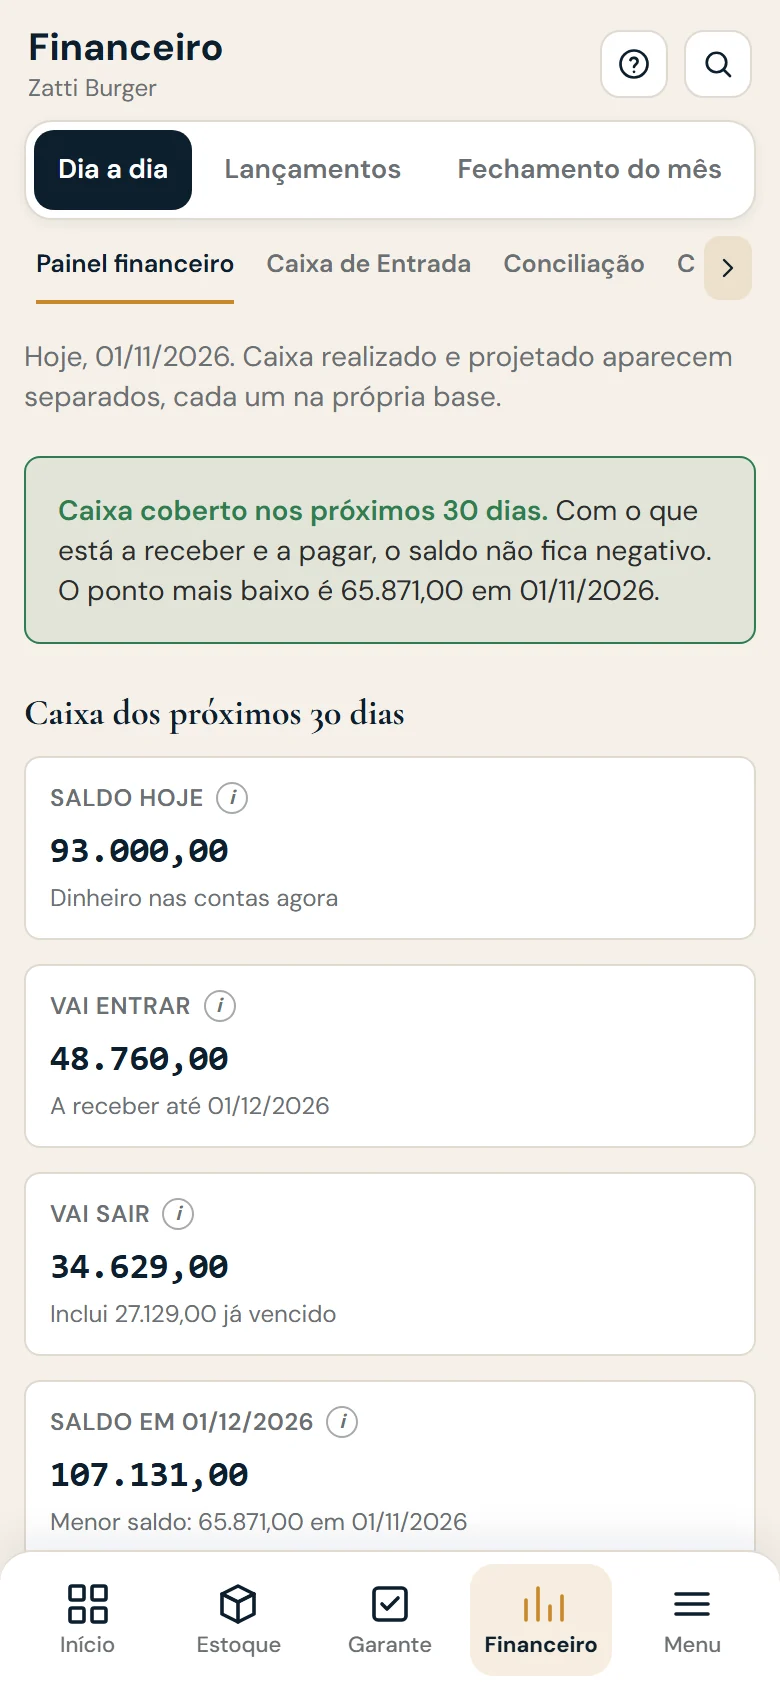 Financeiro
Zatti Burger
Dia a dia
Lançamentos
Fechamento do mês
Painel financeiro
Caixa de Entrada
Conciliação
C
Hoje, 01/11/2026. Caixa realizado e projetado aparecem
separados, cada um na própria base.
Caixa coberto nos próximos 30 dias. Com o que
está a receber e a pagar, o saldo não fica negativo.
O ponto mais baixo é 65.871,00 em 01/11/2026.
Caixa dos próximos 30 dias
SALDO HOJE i
93.000,00
Dinheiro nas contas agora
VAI ENTRAR i
48.760,00
A receber até 01/12/2026
VAI SAIR i
34.629,00
Inclui 27.129,00 já vencido
SALDO EM 01/12/2026 i
107.131,00
Menor saldo: 65.871,00 em 01/11/2026
Início
Estoque
Garante
Financeiro
Menu